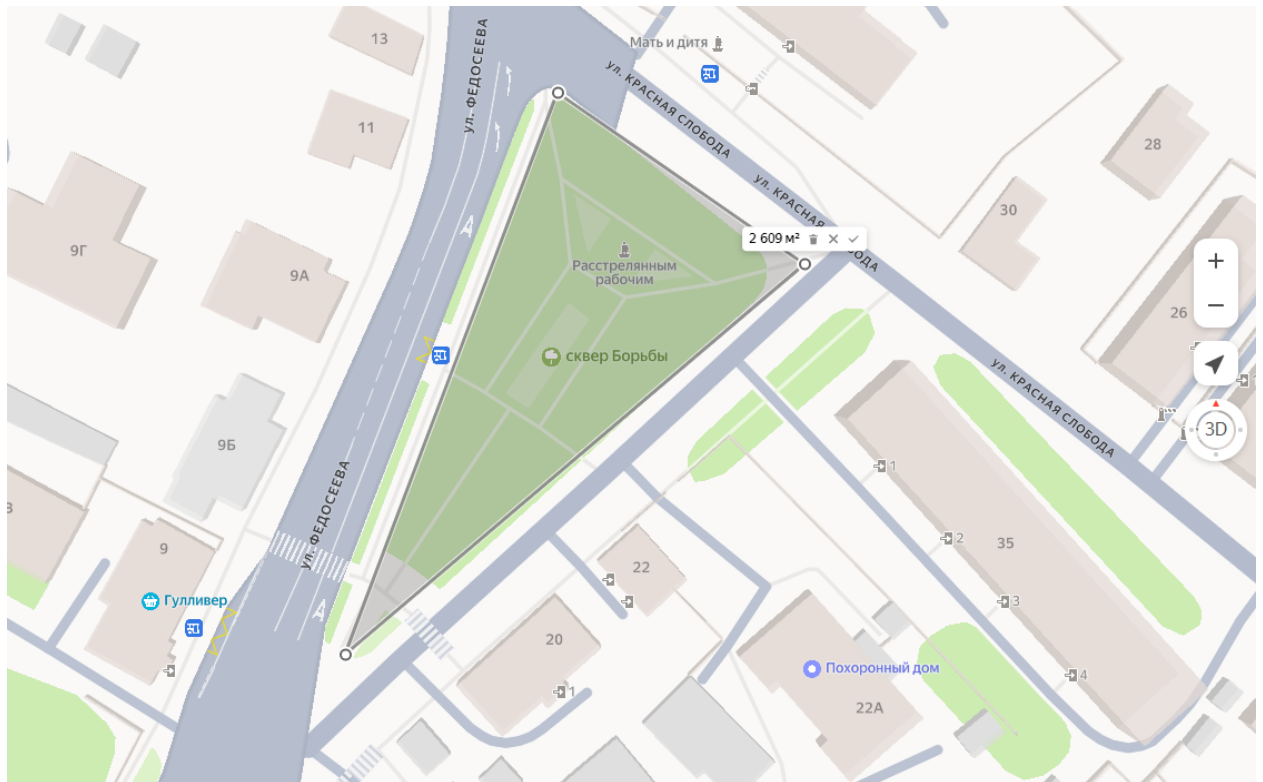 13
ул. ФЕДОСЕЕВА
Мать и дитя
ул. КРАСНАЯ СЛОБОДА
11
28
ул. КРАСНАЯ СЛОБОДА
30
2 609 м²
9Г
9А
Расстрелянным
рабочим
+
−
26
сквер Борьбы
ул. КРАСНАЯ СЛОБОДА
3D
9Б
1
ул. ФЕДОСЕЕВА
2
35
9
22
Гулливер
3
20
Похоронный дом
4
1
22А